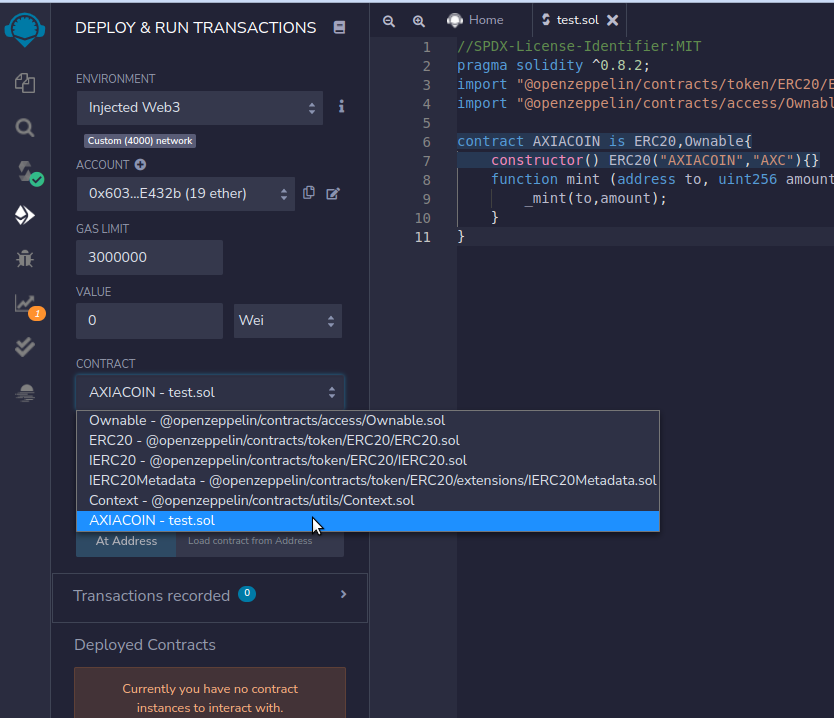 DEPLOY & RUN TRANSACTIONS
ENVIRONMENT
Injected Web3
Custom (4000) network
ACCOUNT
0x603...E432b (19 ether)
GAS LIMIT
3000000
VALUE
0
Wei
CONTRACT
AXIACOIN - test.sol
Ownable - @openzeppelin/contracts/access/Ownable.sol
ERC20 - @openzeppelin/contracts/token/ERC20/ERC20.sol
IERC20 - @openzeppelin/contracts/token/ERC20/IERC20.sol
IERC20Metadata - @openzeppelin/contracts/token/ERC20/extensions/IERC20Metadata.sol
Context - @openzeppelin/contracts/utils/Context.sol
AXIACOIN - test.sol
At Address
Load contract from Address
Transactions recorded 0
Deployed Contracts
Currently you have no contract
instances to interact with.
1
Home
test.sol
1 //SPDX-License-Identifier:MIT
2 pragma solidity ^0.8.2;
3 import "@openzeppelin/contracts/token/ERC20/E
4 import "@openzeppelin/contracts/access/Ownabl
5
6 contract AXIACOIN is ERC20,Ownable{
7 constructor() ERC20("AXIACOIN","AXC"){}
8 function mint (address to, uint256 amount
9 _mint(to,amount);
10 }
11 }